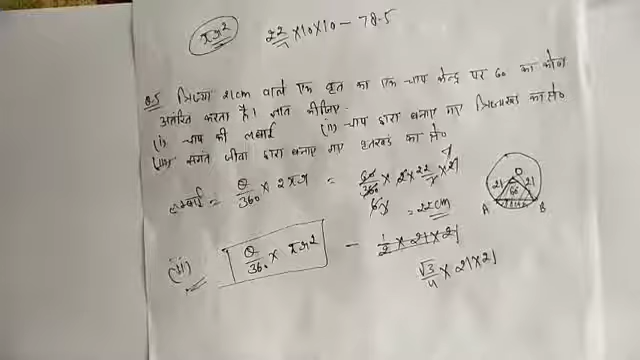 πr² 22/7 ×10×10 - 78.5
Q.5 त्रिज्या 21cm वाले एक वृत का एक चाप केन्द्र पर 60 का कोण
अंतरित करता है। ज्ञात कीजिए -
(i) चाप की लंबाई (ii) चाप द्वारा बनाए गए त्रिज्यखंड का क्षे०
(iii) संगत जीवा द्वारा बनाए गए वृतखंड का क्षे०
लम्बाई = θ/360 × 2πr = 60/360 × 2 × 22/7 × 21
= 22cm
O
21 21
60
A B
(iii) θ/360 × πr² - 1/2 × 21 × 21
√3/4 × 21 × 21